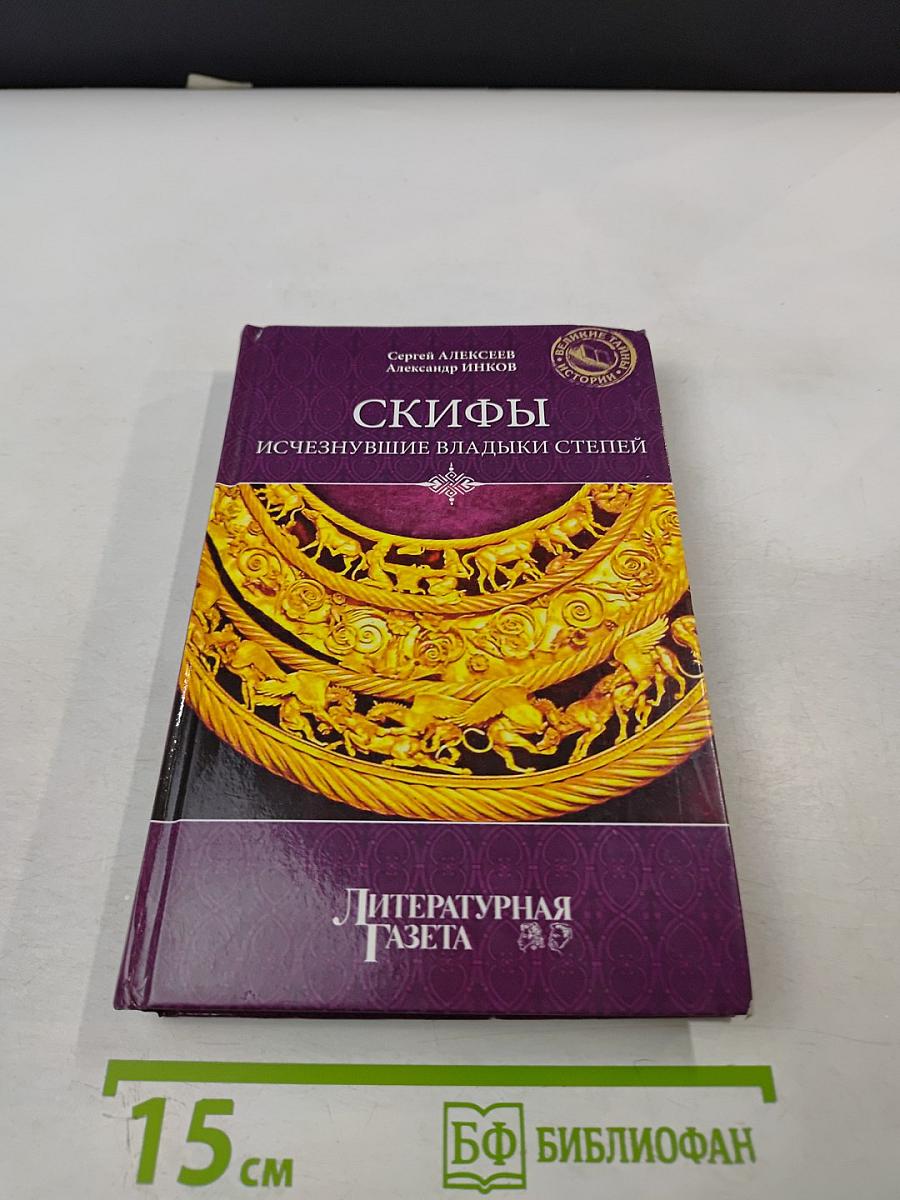 Сергей АЛЕКСЕЕВ
Александр ИНКОВ
ВЕЛИКИЕ ТАЙНЫ
ИСТОРИИ
СКИФЫ
ИСЧЕЗНУВШИЕ ВЛАДЫКИ СТЕПЕЙ
ЛИТЕРАТУРНАЯ
ГАЗЕТА
15 см
БФ БИБЛИОФАН